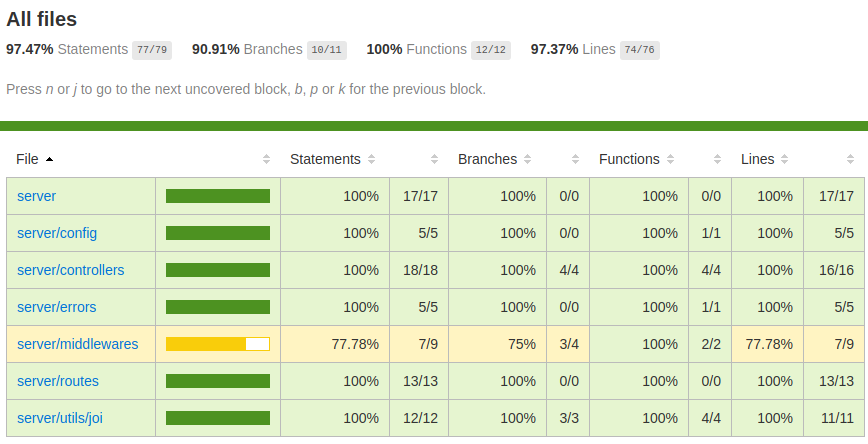 All files
97.47% Statements 77/79 90.91% Branches 10/11 100% Functions 12/12 97.37% Lines 74/76
Press n or j to go to the next uncovered block, b, p or k for the previous block.
File Statements Branches Functions Lines
server 100% 17/17 100% 0/0 100% 0/0 100% 17/17
server/config 100% 5/5 100% 0/0 100% 1/1 100% 5/5
server/controllers 100% 18/18 100% 4/4 100% 4/4 100% 16/16
server/errors 100% 5/5 100% 0/0 100% 1/1 100% 5/5
server/middlewares 77.78% 7/9 75% 3/4 100% 2/2 77.78% 7/9
server/routes 100% 13/13 100% 0/0 100% 0/0 100% 13/13
server/utils/joi 100% 12/12 100% 3/3 100% 4/4 100% 11/11